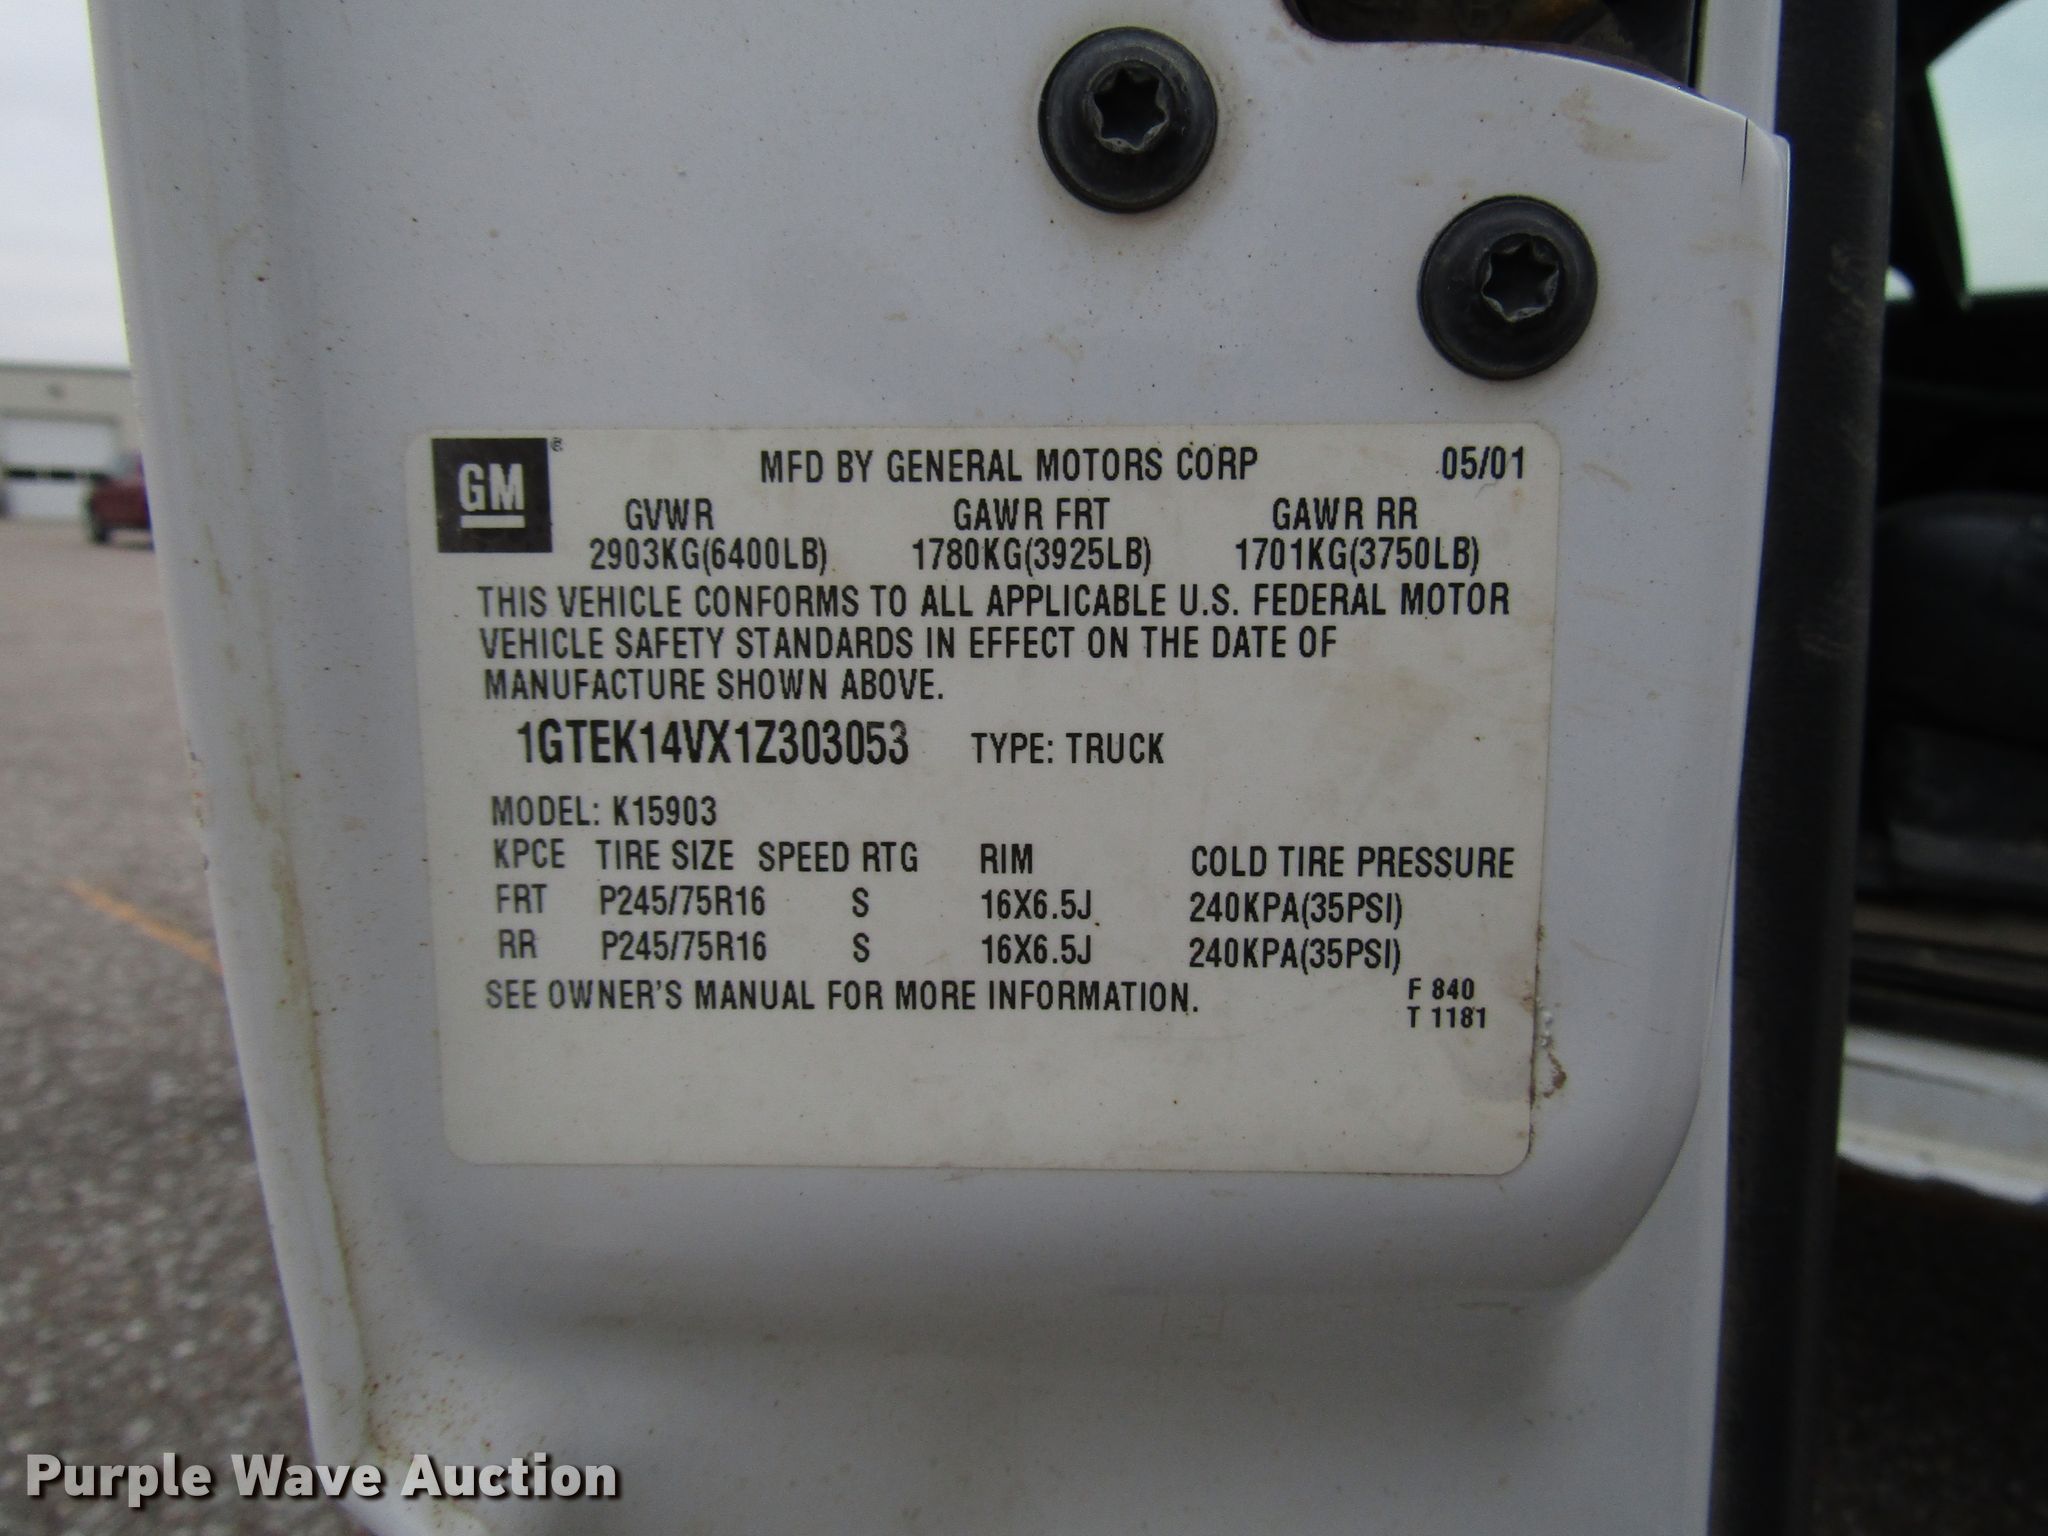 GM®
MFD BY GENERAL MOTORS CORP 05/01
GVWR GAWR FRT GAWR RR
2903KG(6400LB) 1780KG(3925LB) 1701KG(3750LB)
THIS VEHICLE CONFORMS TO ALL APPLICABLE U.S. FEDERAL MOTOR
VEHICLE SAFETY STANDARDS IN EFFECT ON THE DATE OF
MANUFACTURE SHOWN ABOVE.
1GTEK14VX1Z303053 TYPE: TRUCK
MODEL: K15903
KPCE TIRE SIZE SPEED RTG RIM COLD TIRE PRESSURE
FRT P245/75R16 S 16X6.5J 240KPA(35PSI)
RR P245/75R16 S 16X6.5J 240KPA(35PSI)
SEE OWNER'S MANUAL FOR MORE INFORMATION.
F 840
T 1181
Purple Wave Auction